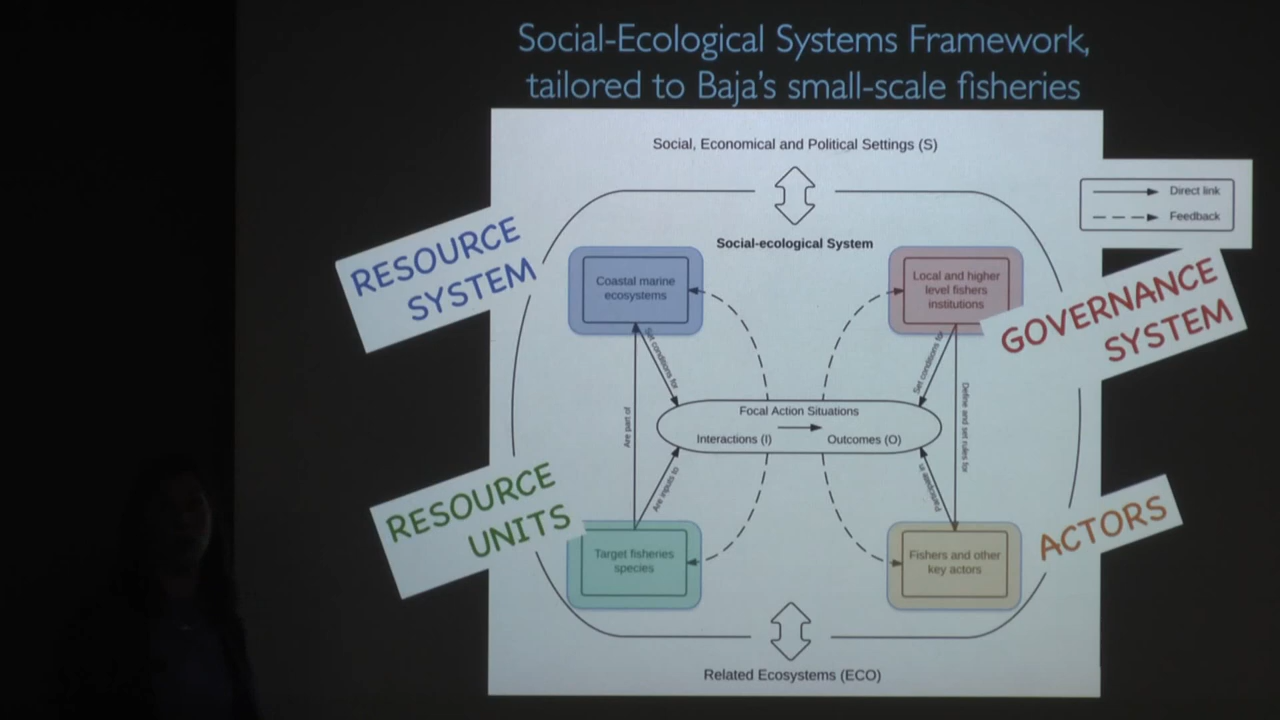 Social-Ecological Systems Framework,
tailored to Baja's small-scale fisheries
Social, Economical and Political Settings (S)
Direct link
Feedback
Social-ecological System
RESOURCE
SYSTEM
Coastal marine
ecosystems
Local and higher
level fishers
institutions
GOVERNANCE
SYSTEM
Set conditions for
Set conditions for
Are part of
Define and set rules for
Focal Action Situations
Interactions (I)
Outcomes (O)
Are inputs to
Participate in
RESOURCE
UNITS
Target fisheries
species
Fishers and other
key actors
ACTORS
Related Ecosystems (ECO)